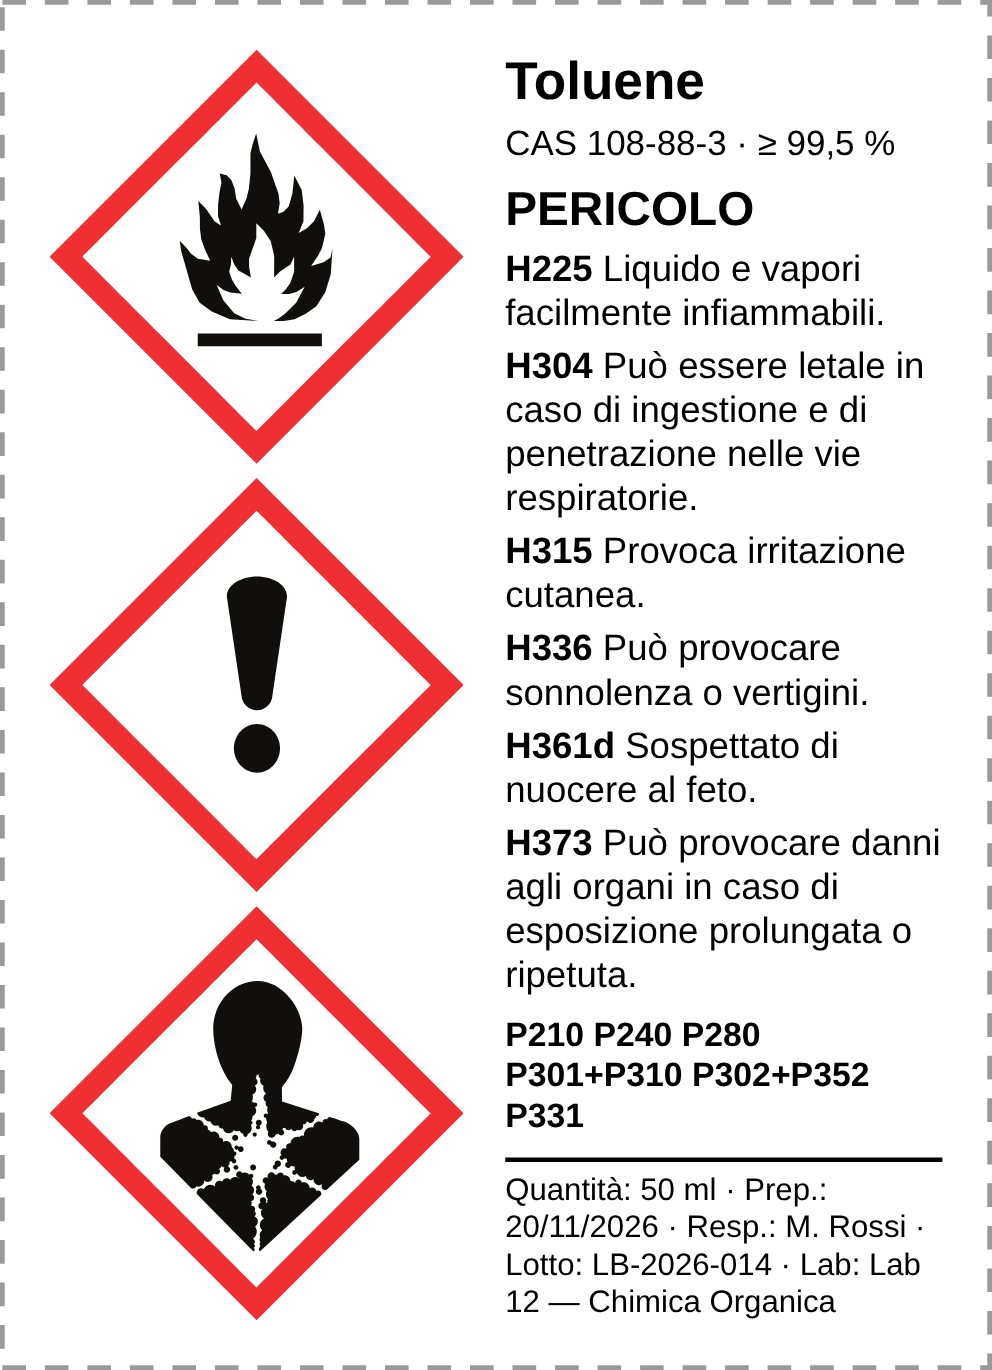 Toluene
CAS 108-88-3 · ≥ 99,5 %
PERICOLO
H225 Liquido e vapori
facilmente infiammabili.
H304 Può essere letale in
caso di ingestione e di
penetrazione nelle vie
respiratorie.
H315 Provoca irritazione
cutanea.
H336 Può provocare
sonnolenza o vertigini.
H361d Sospettato di
nuocere al feto.
H373 Può provocare danni
agli organi in caso di
esposizione prolungata o
ripetuta.
P210 P240 P280
P301+P310 P302+P352
P331
Quantità: 50 ml · Prep.:
20/11/2026 · Resp.: M. Rossi ·
Lotto: LB-2026-014 · Lab: Lab
12 — Chimica Organica